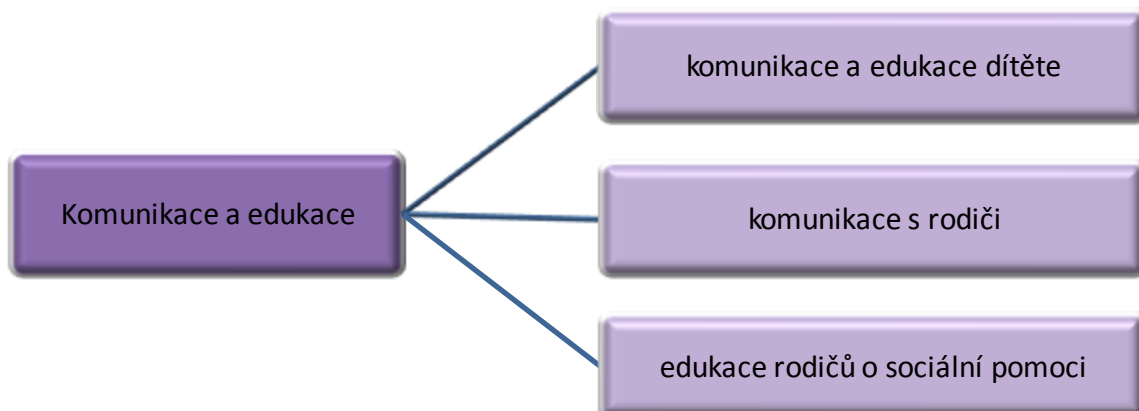 komunikace a edukace dítěte
Komunikace a edukace
komunikace s rodiči
edukace rodičů o sociální pomoci